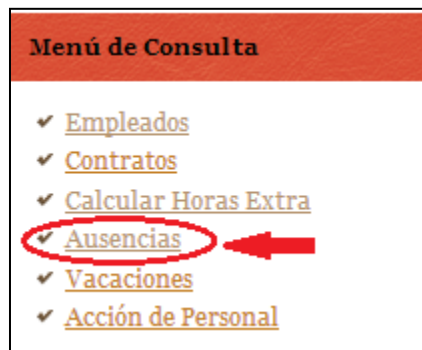 Menú de Consulta
Empleados
Contratos
Calcular Horas Extra
Ausencias
Vacaciones
Acción de Personal